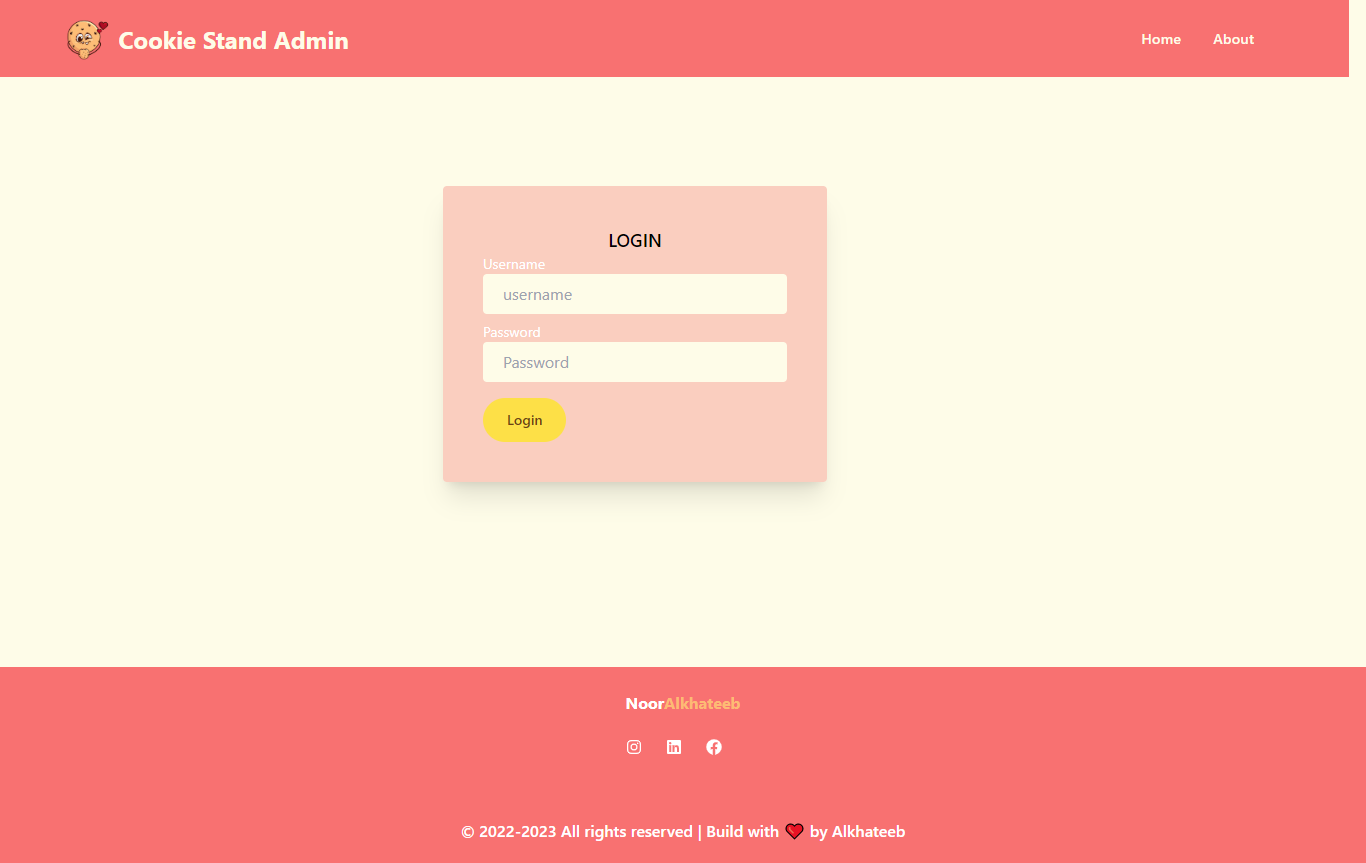 Cookie Stand Admin
Home About
LOGIN
Username
username
Password
Password
Login
NoorAlkhateeb
© 2022-2023 All rights reserved | Build with ❤ by Alkhateeb